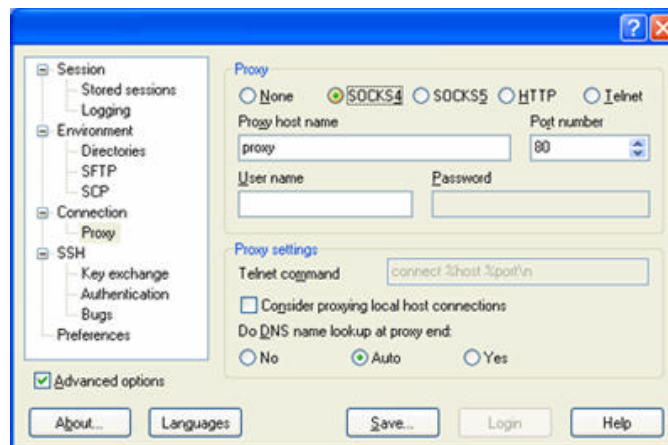 Session
Stored sessions
Logging
Environment
Directories
SFTP
SCP
Connection
Proxy
SSH
Key exchange
Authentication
Bugs
Preferences
Advanced options
Proxy
None SOCKS4 SOCKS5 HTTP Telnet
Proxy host name Port number
proxy 80
User name Password
Proxy settings
Telnet command connect %host %port\n
Consider proxying local host connections
Do DNS name lookup at proxy end:
No Auto Yes
About... Languages Save... Login Help